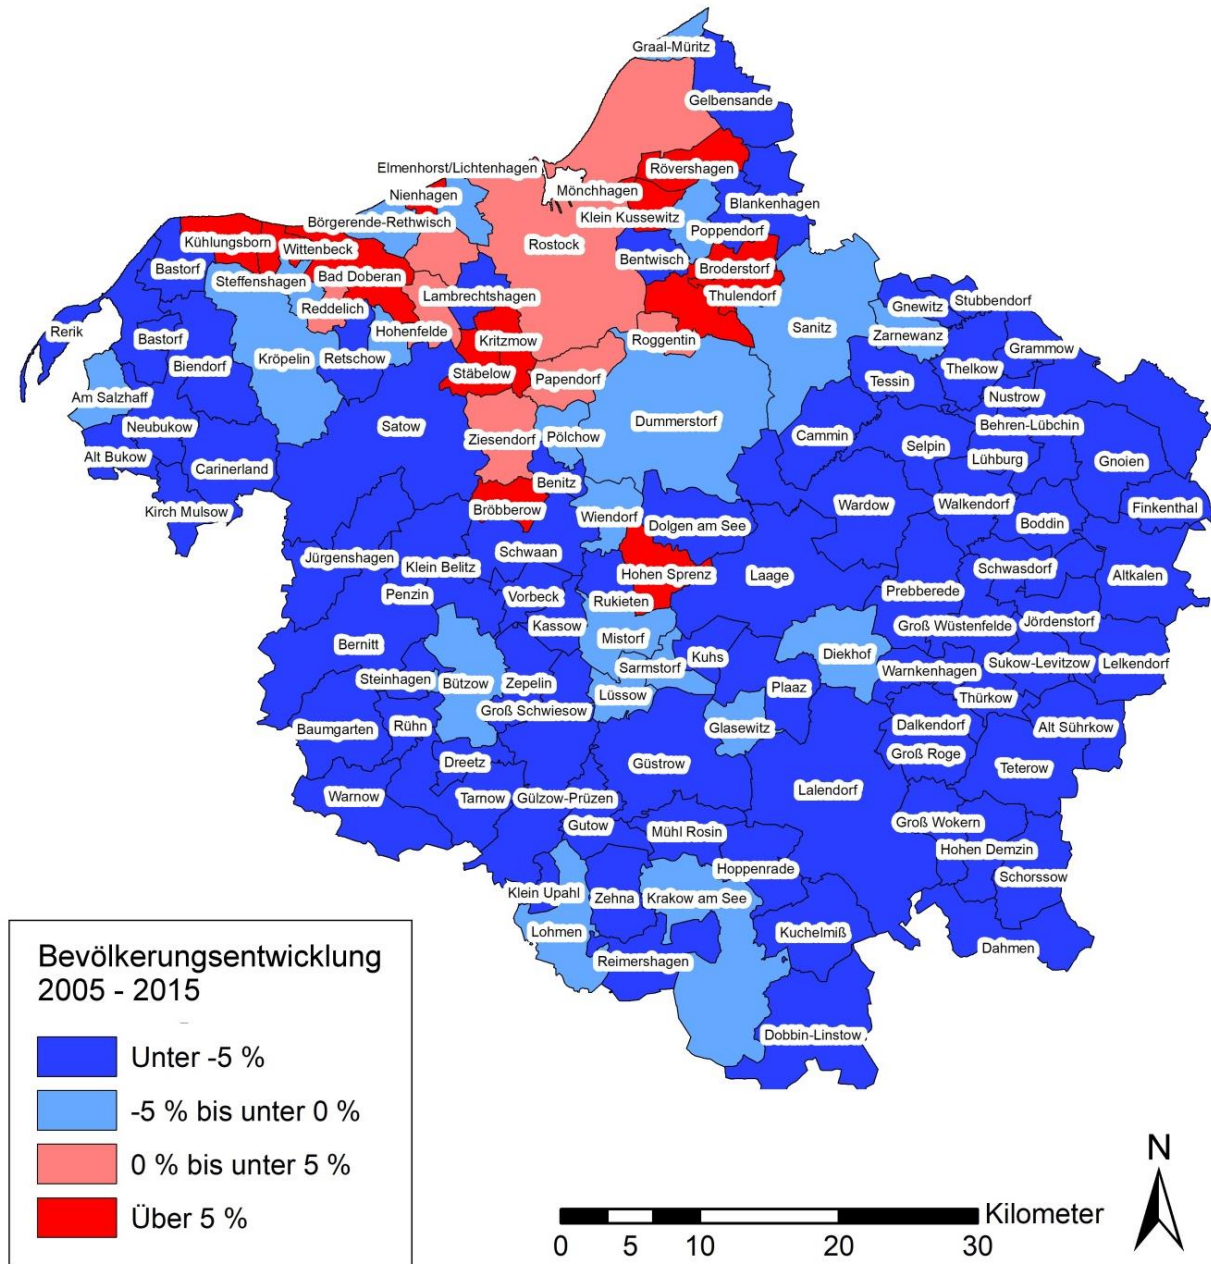 Graal-Müritz
Gelbensande
Elmenhorst/Lichtenhagen
Rövershagen
Nienhagen
Mönchhagen
Blankenhagen
Börgerende-Rethwisch
Klein Kussewitz
Poppendorf
Kühlungsborn
Wittenbeck
Rostock
Bentwisch
Broderstorf
Bastorf
Steffenshagen
Bad Doberan
Lambrechtshagen
Thulendorf
Gnewitz
Stubbendorf
Rerik
Reddelich
Hohenfelde
Sanitz
Zarnewanz
Bastorf
Kritzmow
Roggentin
Grammow
Biendorf
Kröpelin
Retschow
Stäbelow
Papendorf
Tessin
Thelkow
Am Salzhaff
Nustrow
Neubukow
Satow
Ziesendorf
Pölchow
Dummerstorf
Cammin
Selpin
Behren-Lübchin
Alt Bukow
Carinerland
Lühburg
Gnoien
Benitz
Kirch Mulsow
Bröbberow
Wiendorf
Dolgen am See
Wardow
Walkendorf
Boddin
Finkenthal
Jürgenshagen
Klein Belitz
Schwaan
Hohen Sprenz
Laage
Schwasdorf
Altkalen
Penzin
Vorbeck
Rukieten
Prebberede
Kassow
Groß Wüstenfelde
Jördenstorf
Bernitt
Mistorf
Diekhof
Steinhagen
Bützow
Zepelin
Sarmstorf
Kuhs
Warnkenhagen
Sukow-Levitzow
Lelkendorf
Lüssow
Plaaz
Thürkow
Groß Schwiesow
Baumgarten
Rühn
Glasewitz
Dalkendorf
Alt Sührkow
Dreetz
Güstrow
Groß Roge
Teterow
Warnow
Tarnow
Gülzow-Prüzen
Lalendorf
Gutow
Mühl Rosin
Groß Wokern
Hohen Demzin
Hoppenrade
Schorssow
Klein Upahl
Zehna
Krakow am See
Lohmen
Kuchelmiß
Reimershagen
Dahmen
Dobbin-Linstow
Bevölkerungsentwicklung
2005 - 2015
Unter -5 %
-5 % bis unter 0 %
0 % bis unter 5 %
Über 5 %
N
Kilometer
0 5 10 20 30